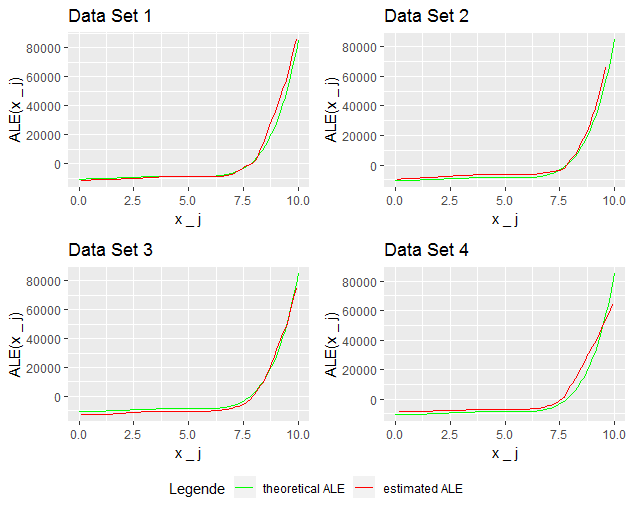 Data Set 1
ALE(x _ j)
80000
60000
40000
20000
0
0.0 2.5 5.0 7.5 10.0
x _ j
Data Set 2
ALE(x _ j)
80000
60000
40000
20000
0
0.0 2.5 5.0 7.5 10.0
x _ j
Data Set 3
ALE(x _ j)
80000
60000
40000
20000
0
0.0 2.5 5.0 7.5 10.0
x _ j
Data Set 4
ALE(x _ j)
80000
60000
40000
20000
0
0.0 2.5 5.0 7.5 10.0
x _ j
Legende theoretical ALE estimated ALE